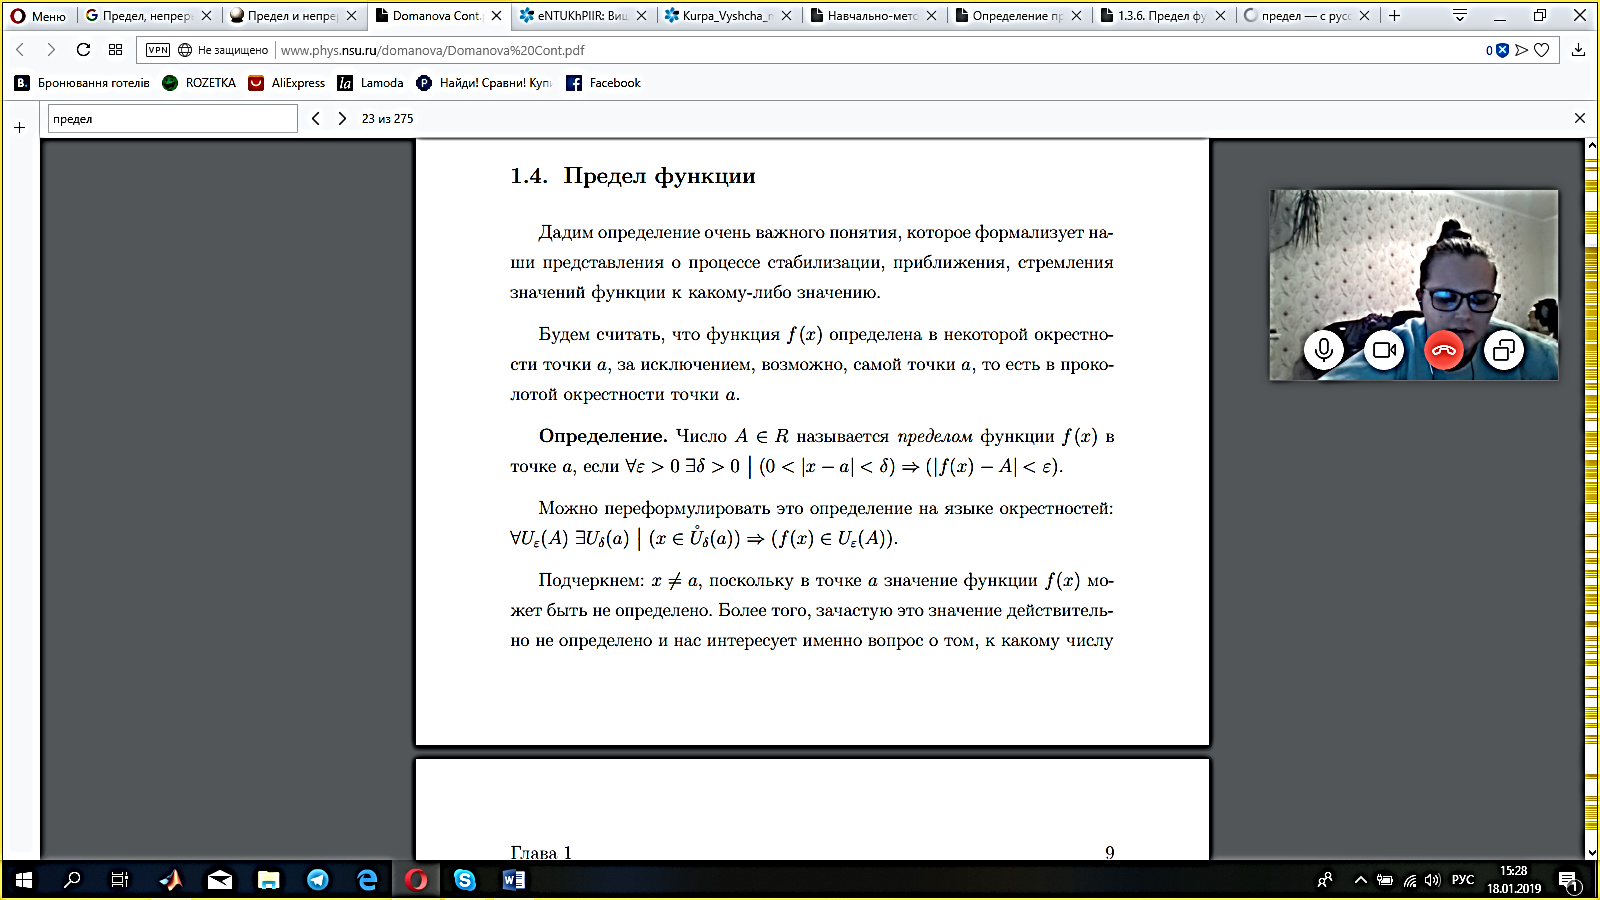 Меню
Предел, непрер
Предел и непре
Domanova Cont.
eNTUKhPIIR: Ви
Kurpa_Vyshcha_
Навчально-мет
Определение п
1.3.6. Предел ф
предел — с рус
VPN
Не защищено
www.phys.nsu.ru/domanova/Domanova%20Cont.pdf
0
B. Бронювання готелів
ROZETKA
AliExpress
la Lamoda
P Найди! Сравни! Куп
Facebook
предел
23 из 275
1.4. Предел функции
Дадим определение очень важного понятия, которое формализует на-
ши представления о процессе стабилизации, приближения, стремления
значений функции к какому-либо значению.
Будем считать, что функция f(x) определена в некоторой окрестно-
сти точки a, за исключением, возможно, самой точки a, то есть в проко-
лотой окрестности точки a.
Определение. Число A ∈ R называется пределом функции f(x) в
точке a, если ∀ε > 0 ∃δ > 0 | (0 < |x − a| < δ) ⇒ (|f(x) − A| < ε).
Можно переформулировать это определение на языке окрестностей:
∀Uε(A) ∃Uδ(a) | (x ∈ Ůδ(a)) ⇒ (f(x) ∈ Uε(A)).
Подчеркнем: x ≠ a, поскольку в точке a значение функции f(x) мо-
жет быть не определено. Более того, зачастую это значение действитель-
но не определено и нас интересует именно вопрос о том, к какому числу
Глава 1 9
РУС
15:28
18.01.2019
1